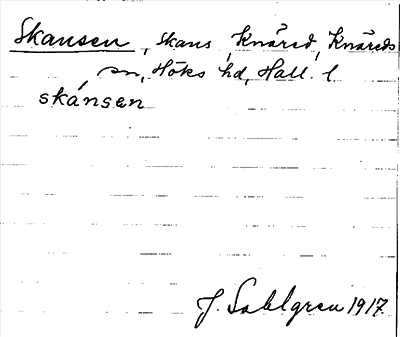 Skansen, skans, Knäred, Knäreds
sn, Höks hd, Hall. l
skánsen
J. Sahlgren 1917